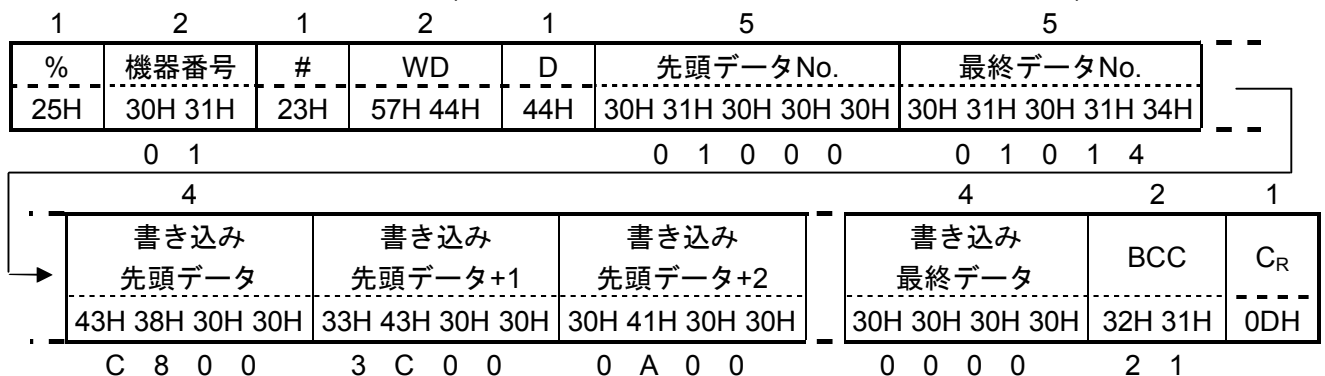 1 2 1 2 1 5 5
% 機器番号 # WD D 先頭データNo. 最終データNo.
25H 30H 31H 23H 57H 44H 44H 30H 31H 30H 30H 30H 30H 31H 30H 31H 34H
0 1 0 1 0 0 0 0 1 0 1 4
4 4 2 1
書き込み 書き込み 書き込み 書き込み
先頭データ 先頭データ+1 先頭データ+2 最終データ BCC CR
43H 38H 30H 30H 33H 43H 30H 30H 30H 41H 30H 30H 30H 30H 30H 30H 32H 31H 0DH
C 8 0 0 3 C 0 0 0 A 0 0 0 0 0 0 2 1